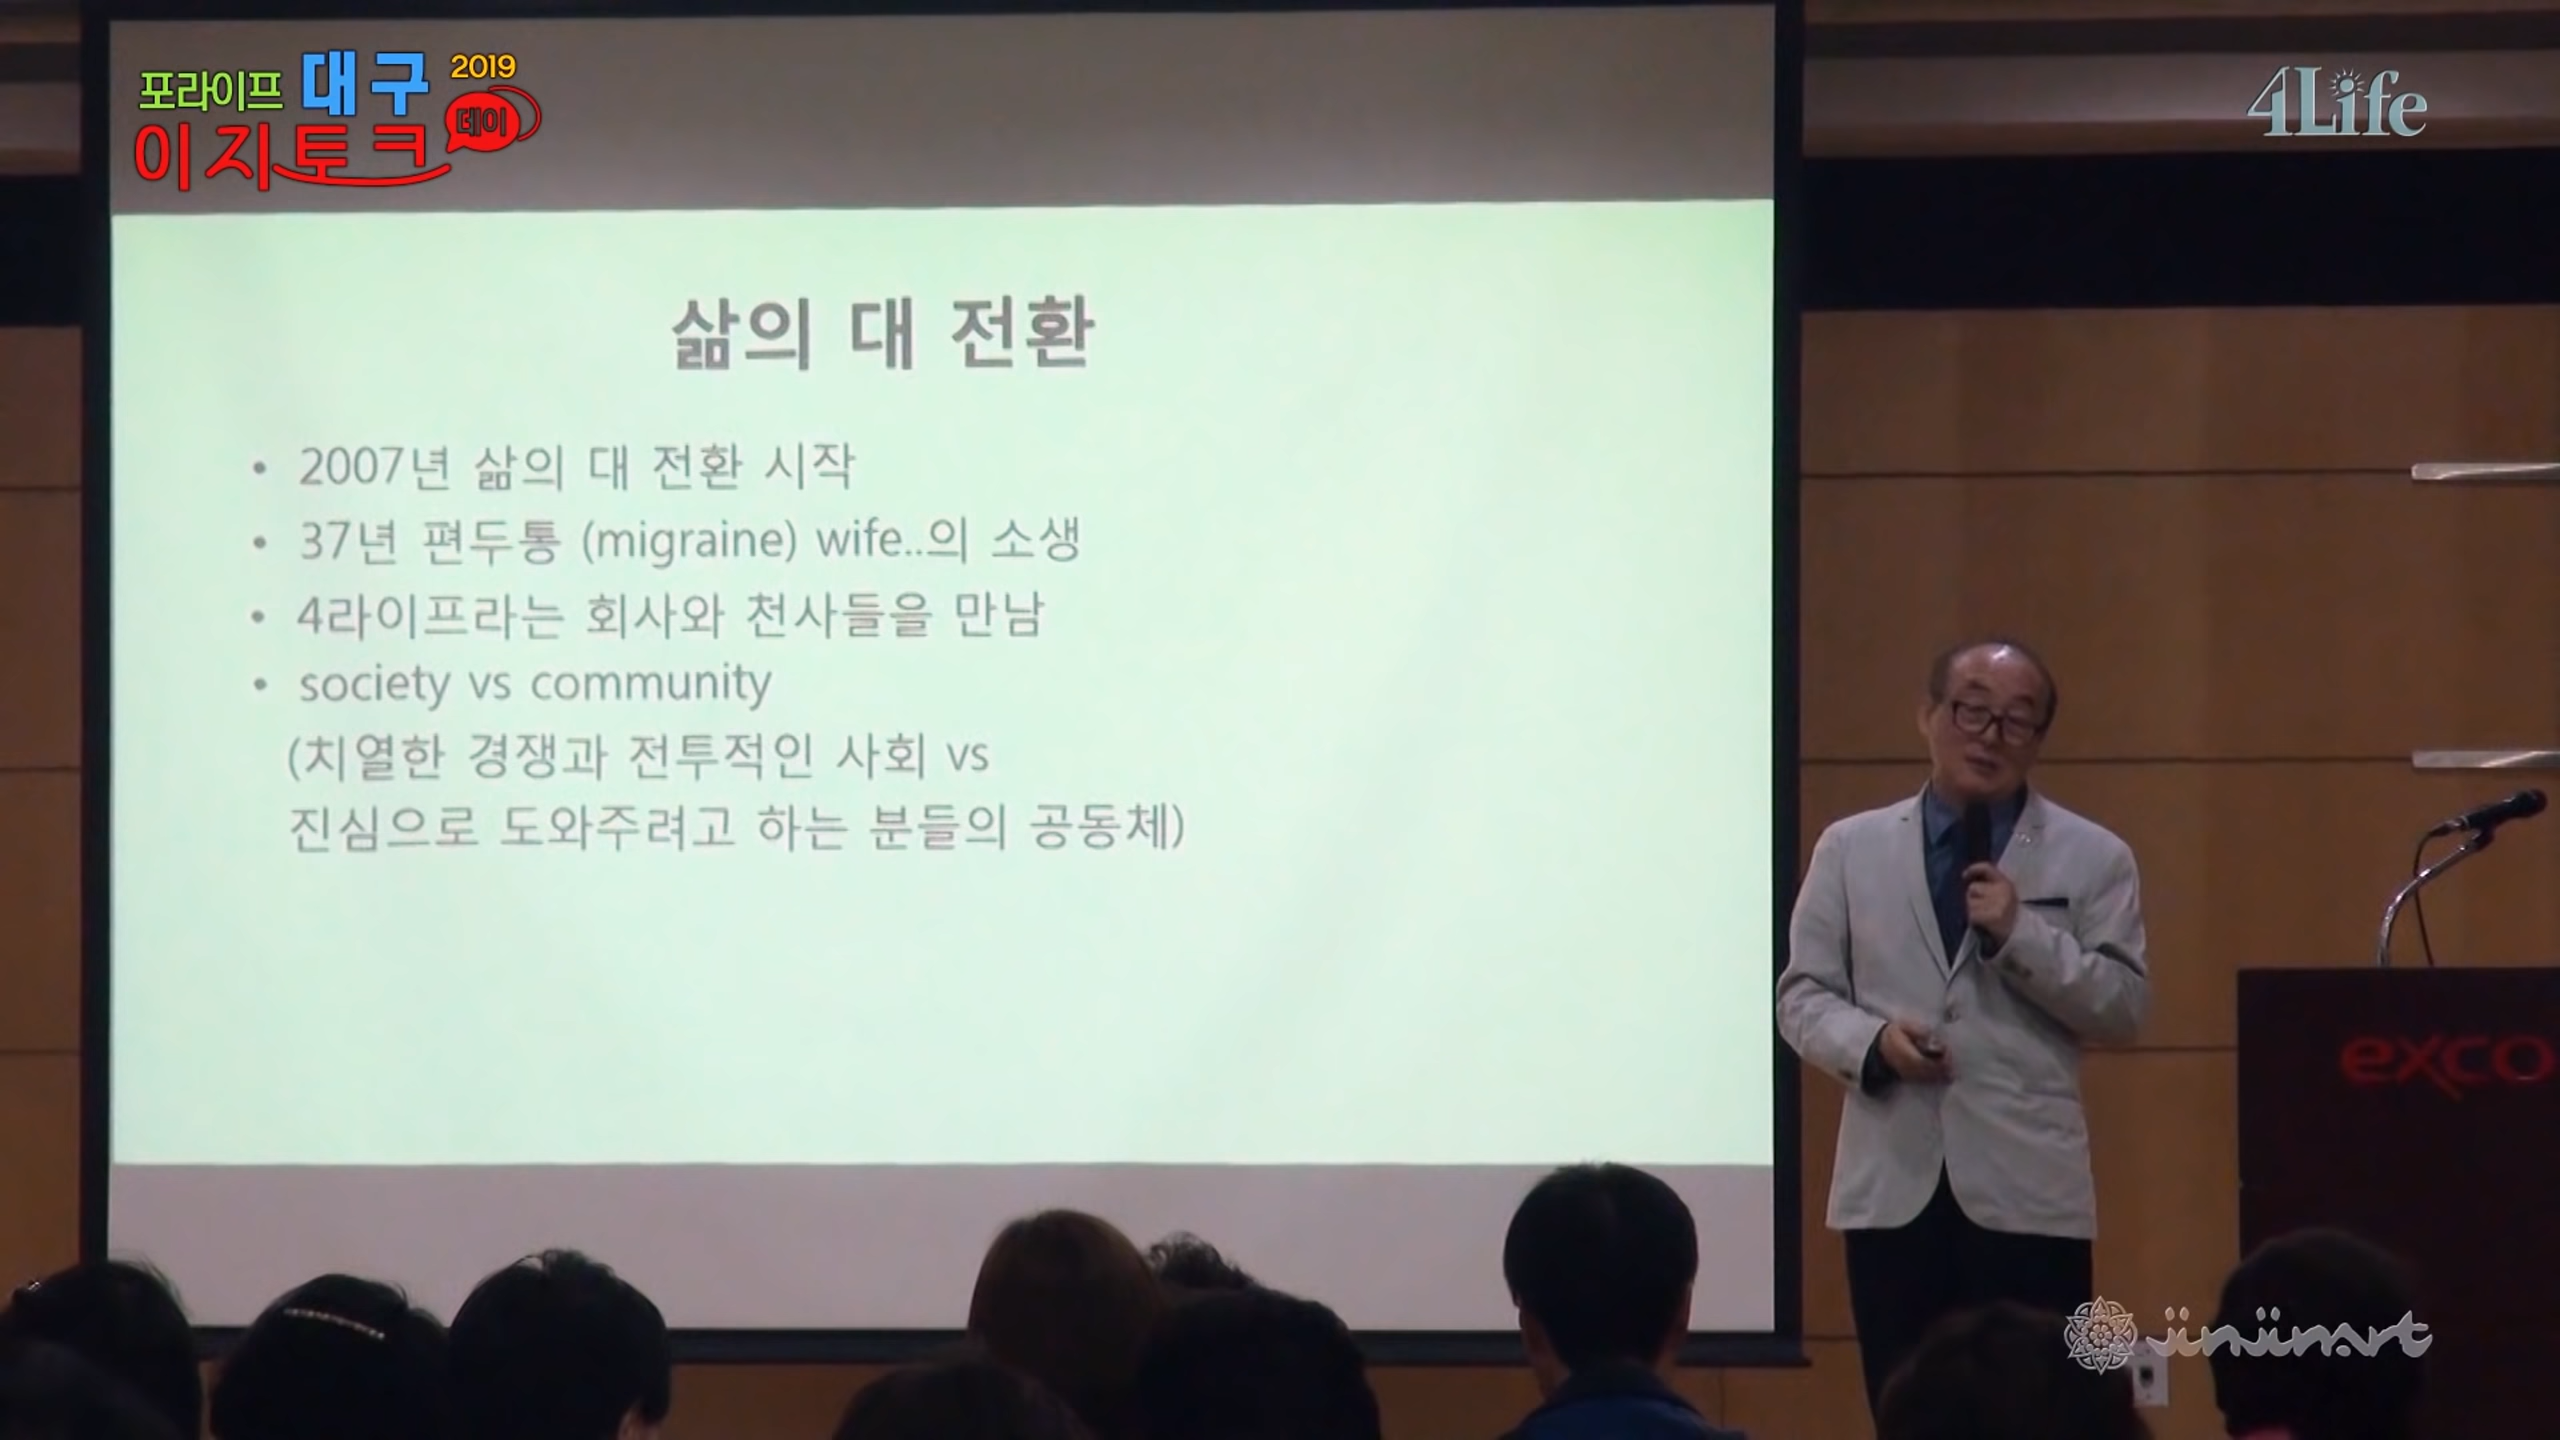 포라이프 대구 2019
이지토크 데이
4Life
삶의 대 전환
• 2007년 삶의 대 전환 시작
• 37년 편두통 (migraine) wife..의 소생
• 4라이프라는 회사와 천사들을 만남
• society vs community
(치열한 경쟁과 전투적인 사회 vs
진심으로 도와주려고 하는 분들의 공동체)
exco
jinjinart